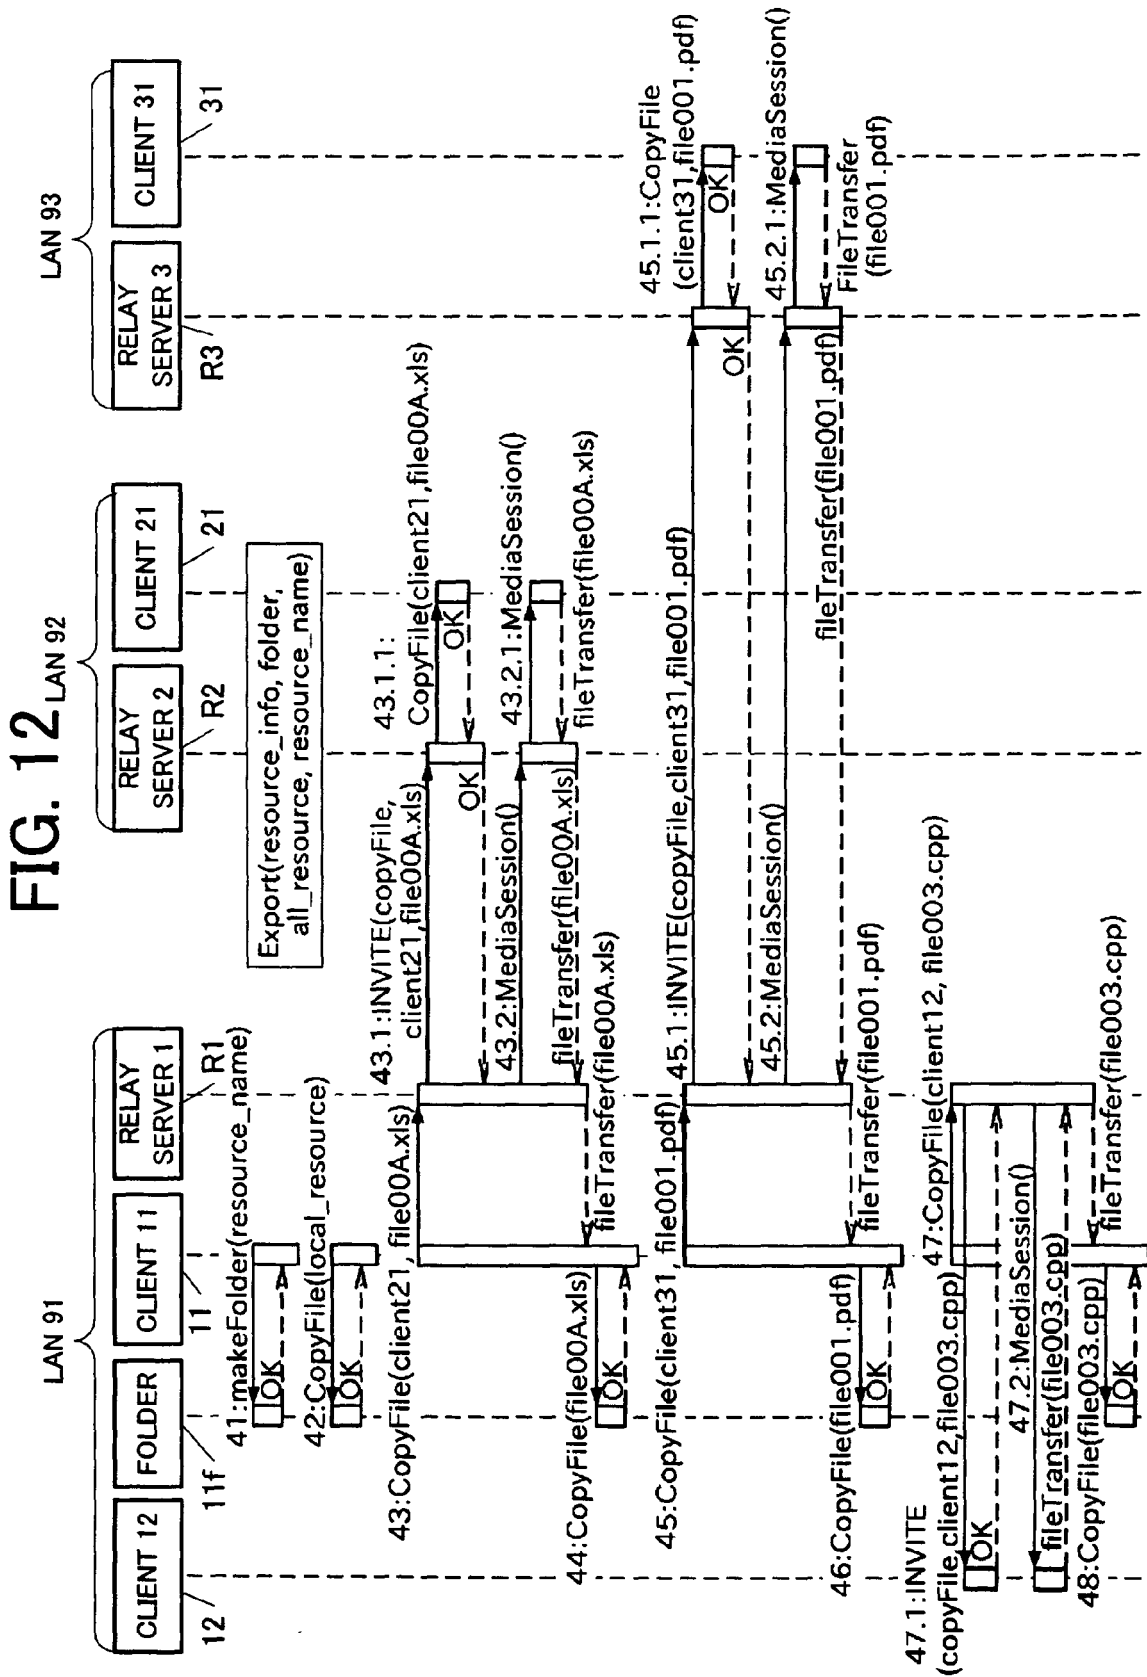 FIG. 12
LAN 91
LAN 92
LAN 93
CLIENT 12
FOLDER
CLIENT 11
RELAY
SERVER 1
RELAY
SERVER 2
CLIENT 21
RELAY
SERVER 3
CLIENT 31
12
11f
11
R1
R2
21
R3
31
Export(resource_info, folder,
all_resource, resource_name)
41:makeFolder(resource_name)
OK
42:CopyFile(local_resource)
OK
43:CopyFile(client21, file00A.xls)
43.1:INVITE(copyFile,
client21,file00A.xls)
43.1.1:
CopyFile(client21,file00A.xls)
OK
OK
43.2:MediaSession()
43.2.1:MediaSession()
fileTransfer(file00A.xls)
fileTransfer(file00A.xls)
fileTransfer(file00A.xls)
44:CopyFile(file00A.xls)
OK
45:CopyFile(client31, file001.pdf)
45.1:INVITE(copyFile,client31,file001.pdf)
45.1.1:CopyFile
(client31,file001.pdf)
OK
OK
45.2:MediaSession()
45.2.1:MediaSession()
FileTransfer
(file001.pdf)
fileTransfer(file001.pdf)
fileTransfer(file001.pdf)
46:CopyFile(file001.pdf)
OK
47:CopyFile(client12, file003.cpp)
47.1:INVITE
(copyFile,client12,file003.cpp)
OK
47.2:MediaSession()
fileTransfer(file003.cpp)
fileTransfer(file003.cpp)
48:CopyFile(file003.cpp)
OK